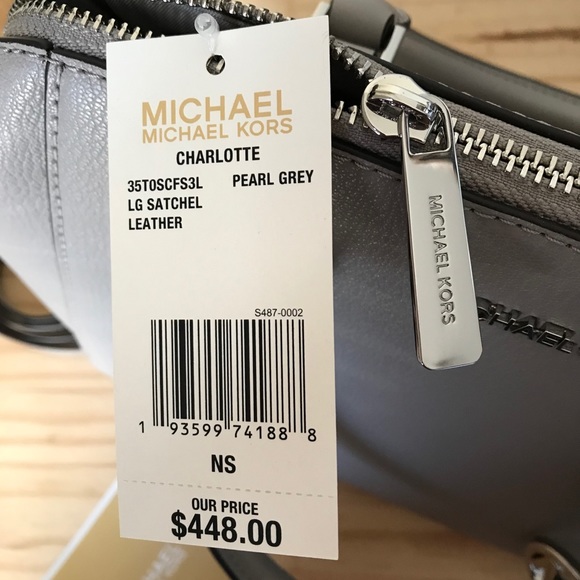 MICHAEL
MICHAEL KORS
CHARLOTTE
35T0SCFS3L PEARL GREY
LG SATCHEL
LEATHER
S487-0002
1 93599 74188 8
NS
OUR PRICE
$448.00
MICHAEL KORS
MICHAEL
MICHAEL